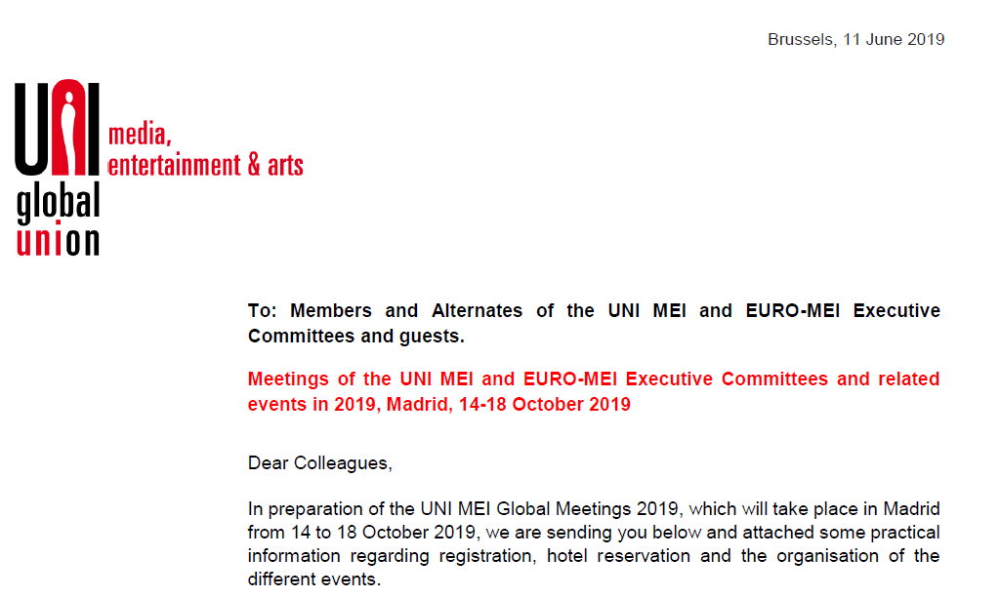 Brussels, 11 June 2019
UNI
media,
entertainment & arts
global
union
To: Members and Alternates of the UNI MEI and EURO-MEI Executive
Committees and guests.
Meetings of the UNI MEI and EURO-MEI Executive Committees and related
events in 2019, Madrid, 14-18 October 2019
Dear Colleagues,
In preparation of the UNI MEI Global Meetings 2019, which will take place in Madrid
from 14 to 18 October 2019, we are sending you below and attached some practical
information regarding registration, hotel reservation and the organisation of the
different events.